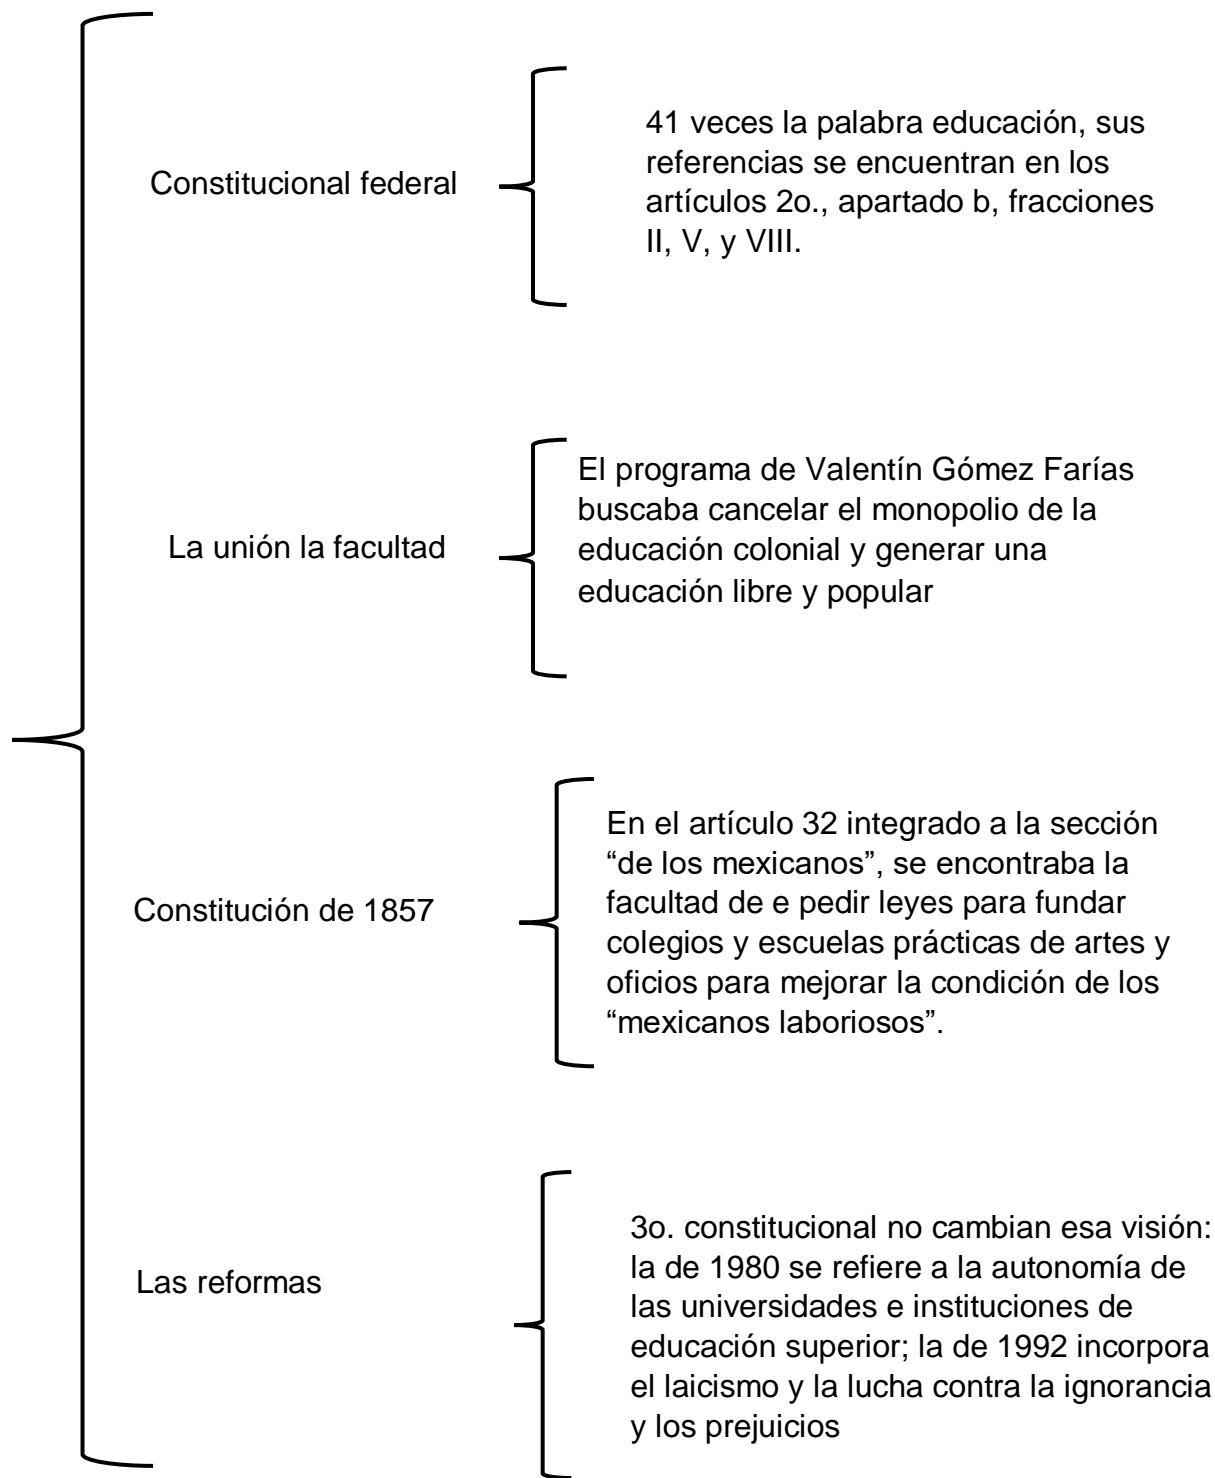 Constitucional federal
41 veces la palabra educación, sus
referencias se encuentran en los
artículos 2o., apartado b, fracciones
II, V, y VIII.
La unión la facultad
El programa de Valentín Gómez Farías
buscaba cancelar el monopolio de la
educación colonial y generar una
educación libre y popular
Constitución de 1857
En el artículo 32 integrado a la sección
“de los mexicanos”, se encontraba la
facultad de e pedir leyes para fundar
colegios y escuelas prácticas de artes y
oficios para mejorar la condición de los
“mexicanos laboriosos”.
Las reformas
3o. constitucional no cambian esa visión:
la de 1980 se refiere a la autonomía de
las universidades e instituciones de
educación superior; la de 1992 incorpora
el laicismo y la lucha contra la ignorancia
y los prejuicios